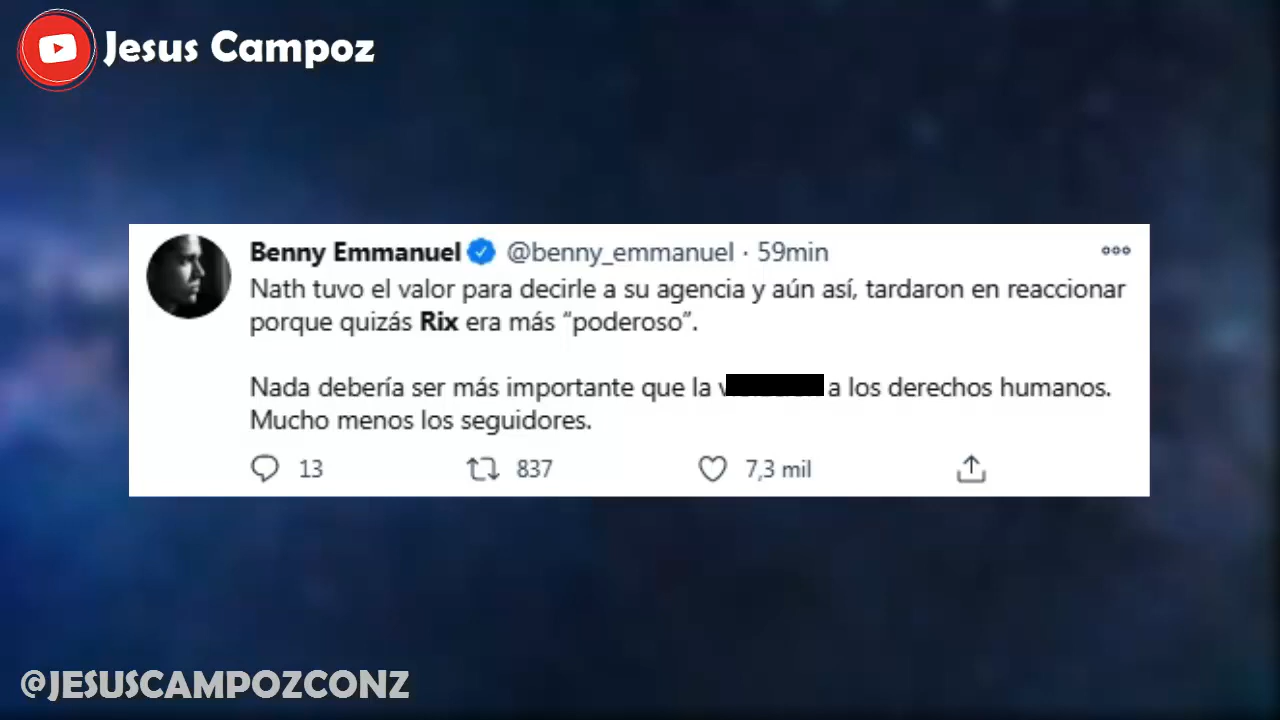 Jesus Campoz
Benny Emmanuel @benny_emmanuel · 59min
Nath tuvo el valor para decirle a su agencia y aún así, tardaron en reaccionar
porque quizás Rix era más “poderoso”.
Nada debería ser más importante que la a los derechos humanos.
Mucho menos los seguidores.
13 837 7,3 mil
@JESUSCAMPOZCONZ